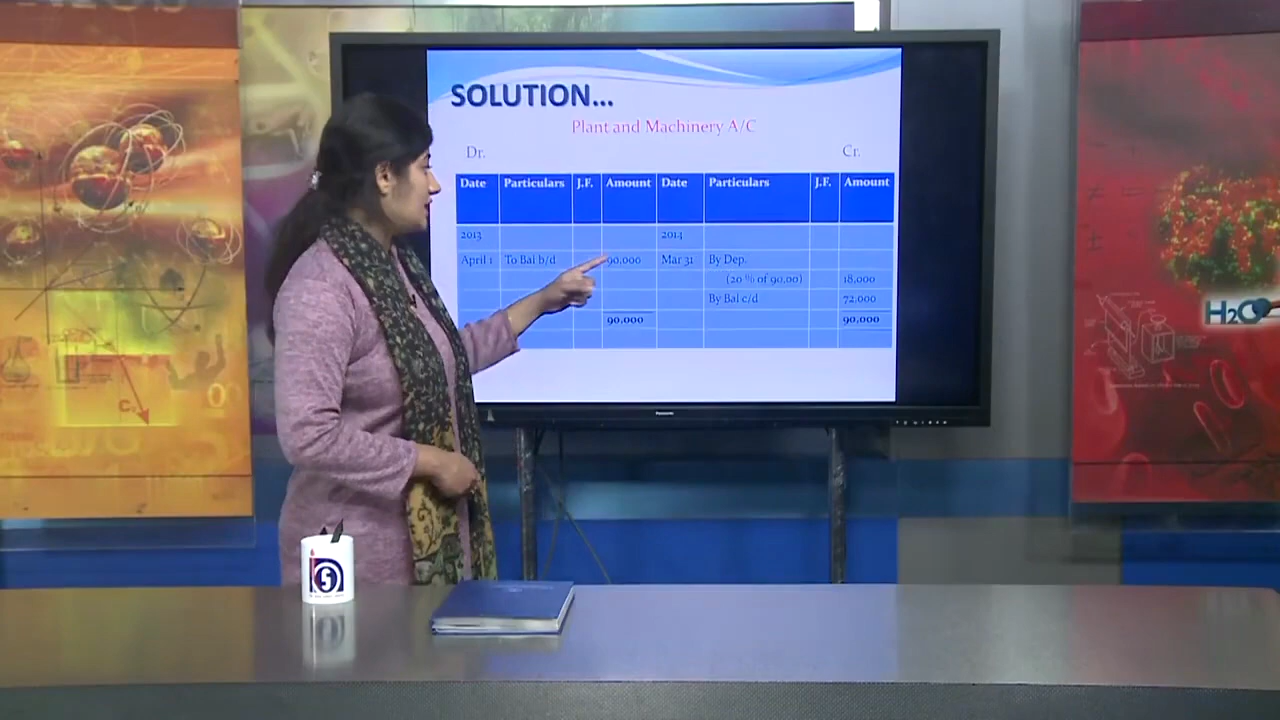 SOLUTION...
Plant and Machinery A/C
Dr. Cr.
Date Particulars J.F. Amount Date Particulars J.F. Amount
2013 2014
April 1 To Bal b/d 90,000 Mar 31 By Dep.
(20 % of 90,00) 18,000
By Bal c/d 72,000
90,000 90,000
Panasonic
H2O
C
5